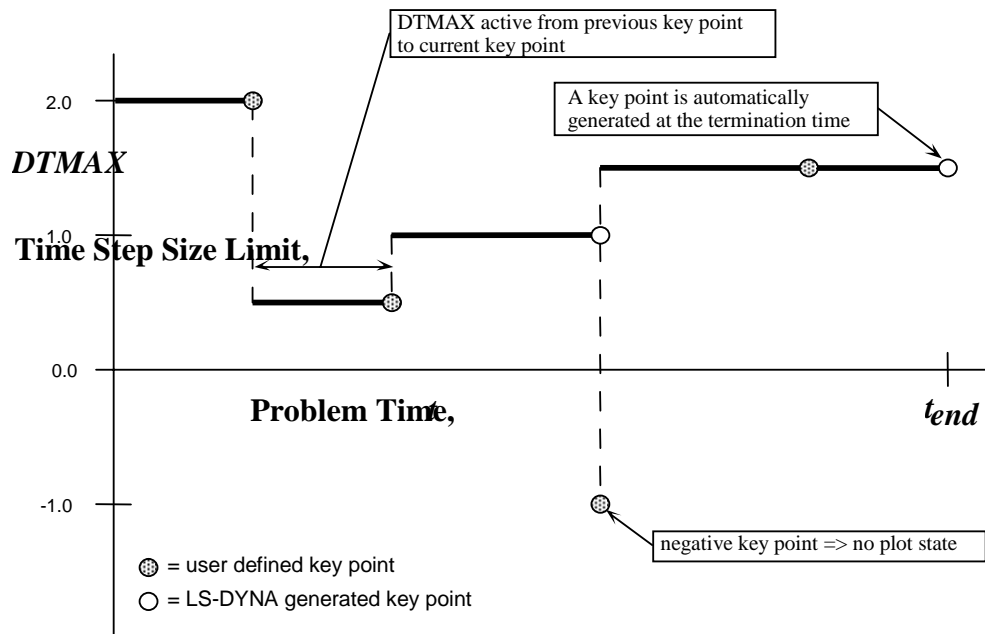 DTMAX active from previous key point
to current key point
A key point is automatically
generated at the termination time
2.0
DTMAX
1.0
Time Step Size Limit,
0.0
Problem Time,
t
t end
-1.0
negative key point => no plot state
= user defined key point
= LS-DYNA generated key point